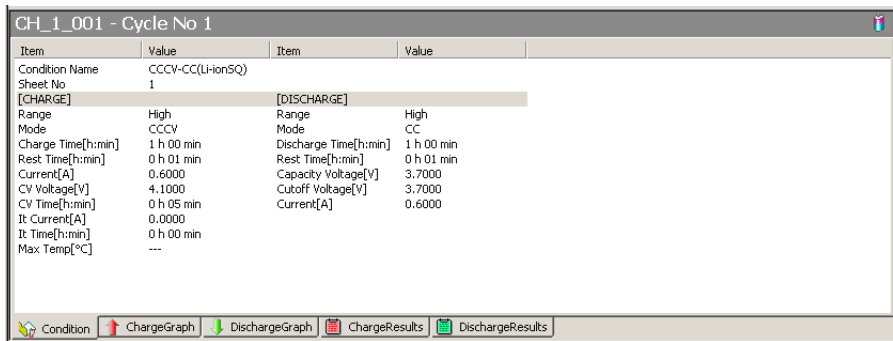 CH_1_001 - Cycle No 1
Item Value Item Value
Condition Name CCCV-CC(Li-ionSQ)
Sheet No 1
[CHARGE] [DISCHARGE]
Range High Range High
Mode CCCV Mode CC
Charge Time[h:min] 1 h 00 min Discharge Time[h:min] 1 h 00 min
Rest Time[h:min] 0 h 01 min Rest Time[h:min] 0 h 01 min
Current[A] 0.6000 Capacity Voltage[V] 3.7000
CV Voltage[V] 4.1000 Cutoff Voltage[V] 3.7000
CV Time[h:min] 0 h 05 min Current[A] 0.6000
It Current[A] 0.0000
It Time[h:min] 0 h 00 min
Max Temp[°C] ---
Condition ChargeGraph DischargeGraph ChargeResults DischargeResults